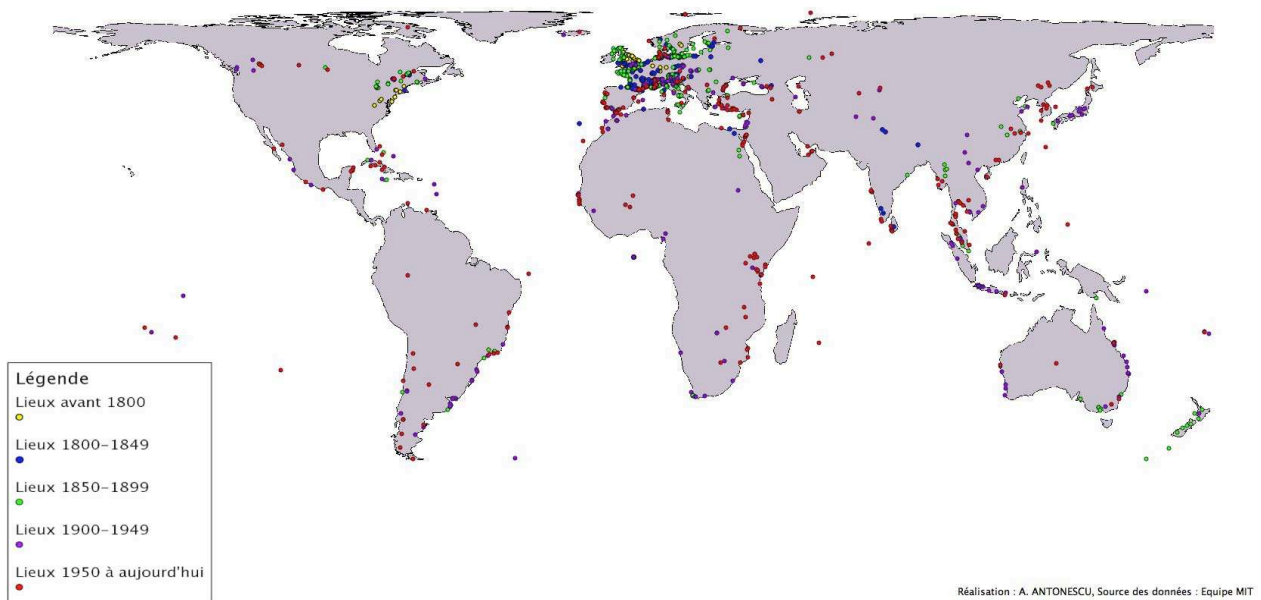 Légende
Lieux avant 1800
Lieux 1800-1849
Lieux 1850-1899
Lieux 1900-1949
Lieux 1950 à aujourd'hui
Réalisation : A. ANTONESCU, Source des données : Equipe MIT